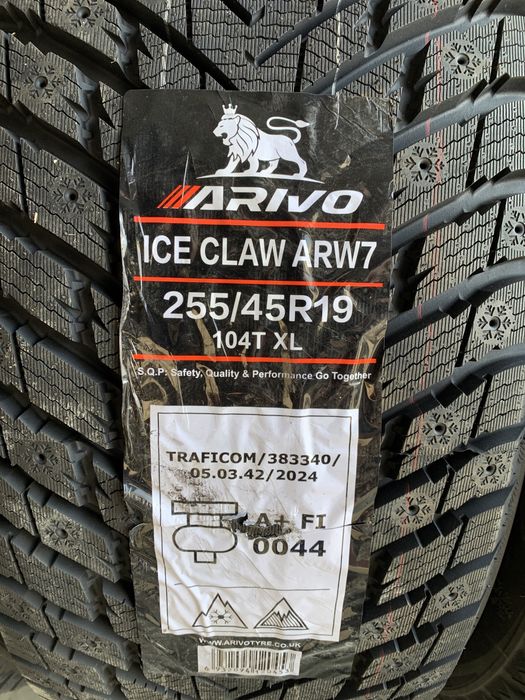 ARIVO
ICE CLAW ARW7
255/45R19
104T XL
S.Q.P: Safety, Quality & Performance Go Together
TRAFICOM/383340/
05.03.42/2024
A+ FI
0044
WWW.ARIVOTYRE.CO.UK